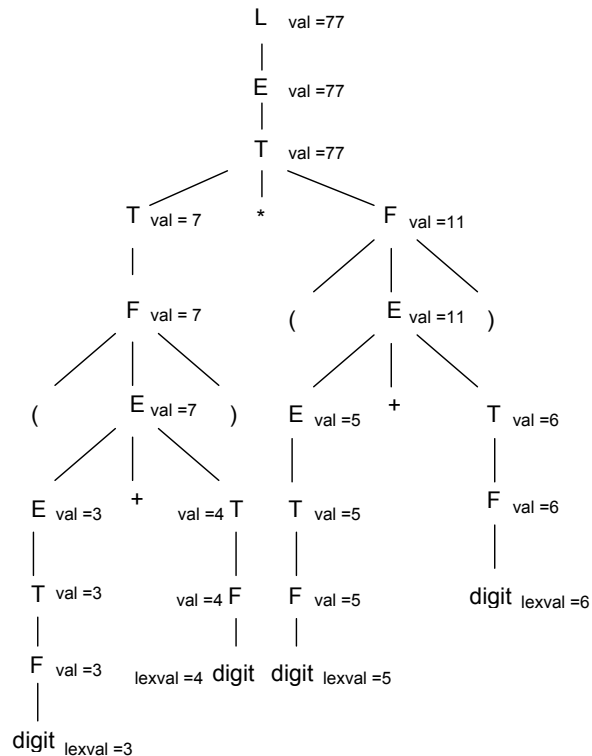 L val =77
E val =77
T val =77
T val = 7 * F val =11
F val = 7 ( E val =11 )
( E val =7 ) E val =5 + T val =6
E val =3 + val =4 T T val =5 F val =6
T val =3 val =4 F F val =5 digit lexval =6
F val =3 lexval =4 digit digit lexval =5
digit lexval =3